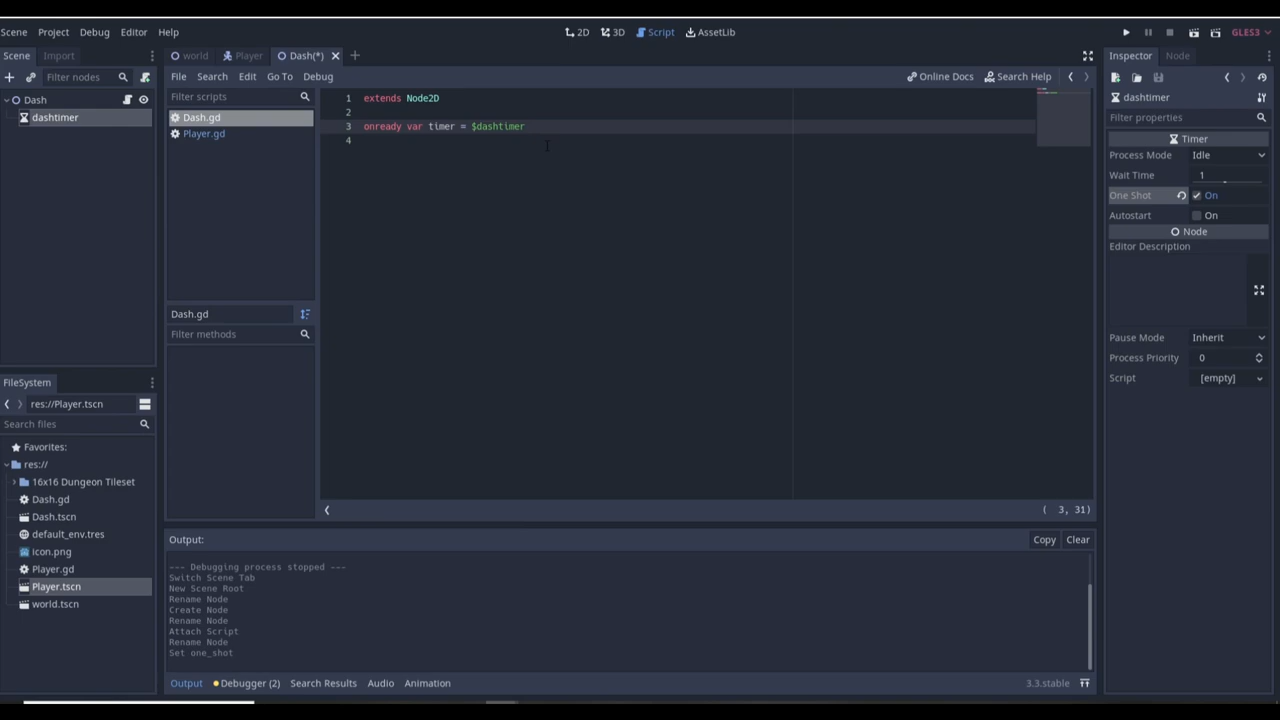 Scene Project Debug Editor Help 2D 3D Script AssetLib GLES3
Scene Import world Player Dash(*) Inspector Node
Filter nodes File Search Edit Go To Debug Online Docs Search Help
Dash Filter scripts 1 extends Node2D dashtimer
dashtimer Dash.gd 2 Filter properties
Player.gd 3 onready var timer = $dashtimer Timer
4 Process Mode Idle
Wait Time 1
One Shot On
Autostart On
Node
Editor Description
Dash.gd
Filter methods Pause Mode Inherit
Process Priority 0
Script [empty]
FileSystem
res://Player.tscn
Search files
Favorites:
res://
16x16 Dungeon Tileset
Dash.gd ( 3, 31)
Dash.tscn
default_env.tres Output: Copy Clear
icon.png
Player.gd --- Debugging process stopped ---
Switch Scene Tab
Player.tscn New Scene Root
Rename Node
world.tscn Create Node
Rename Node
Attach Script
Rename Node
Set one_shot
Output Debugger (2) Search Results Audio Animation 3.3.stable